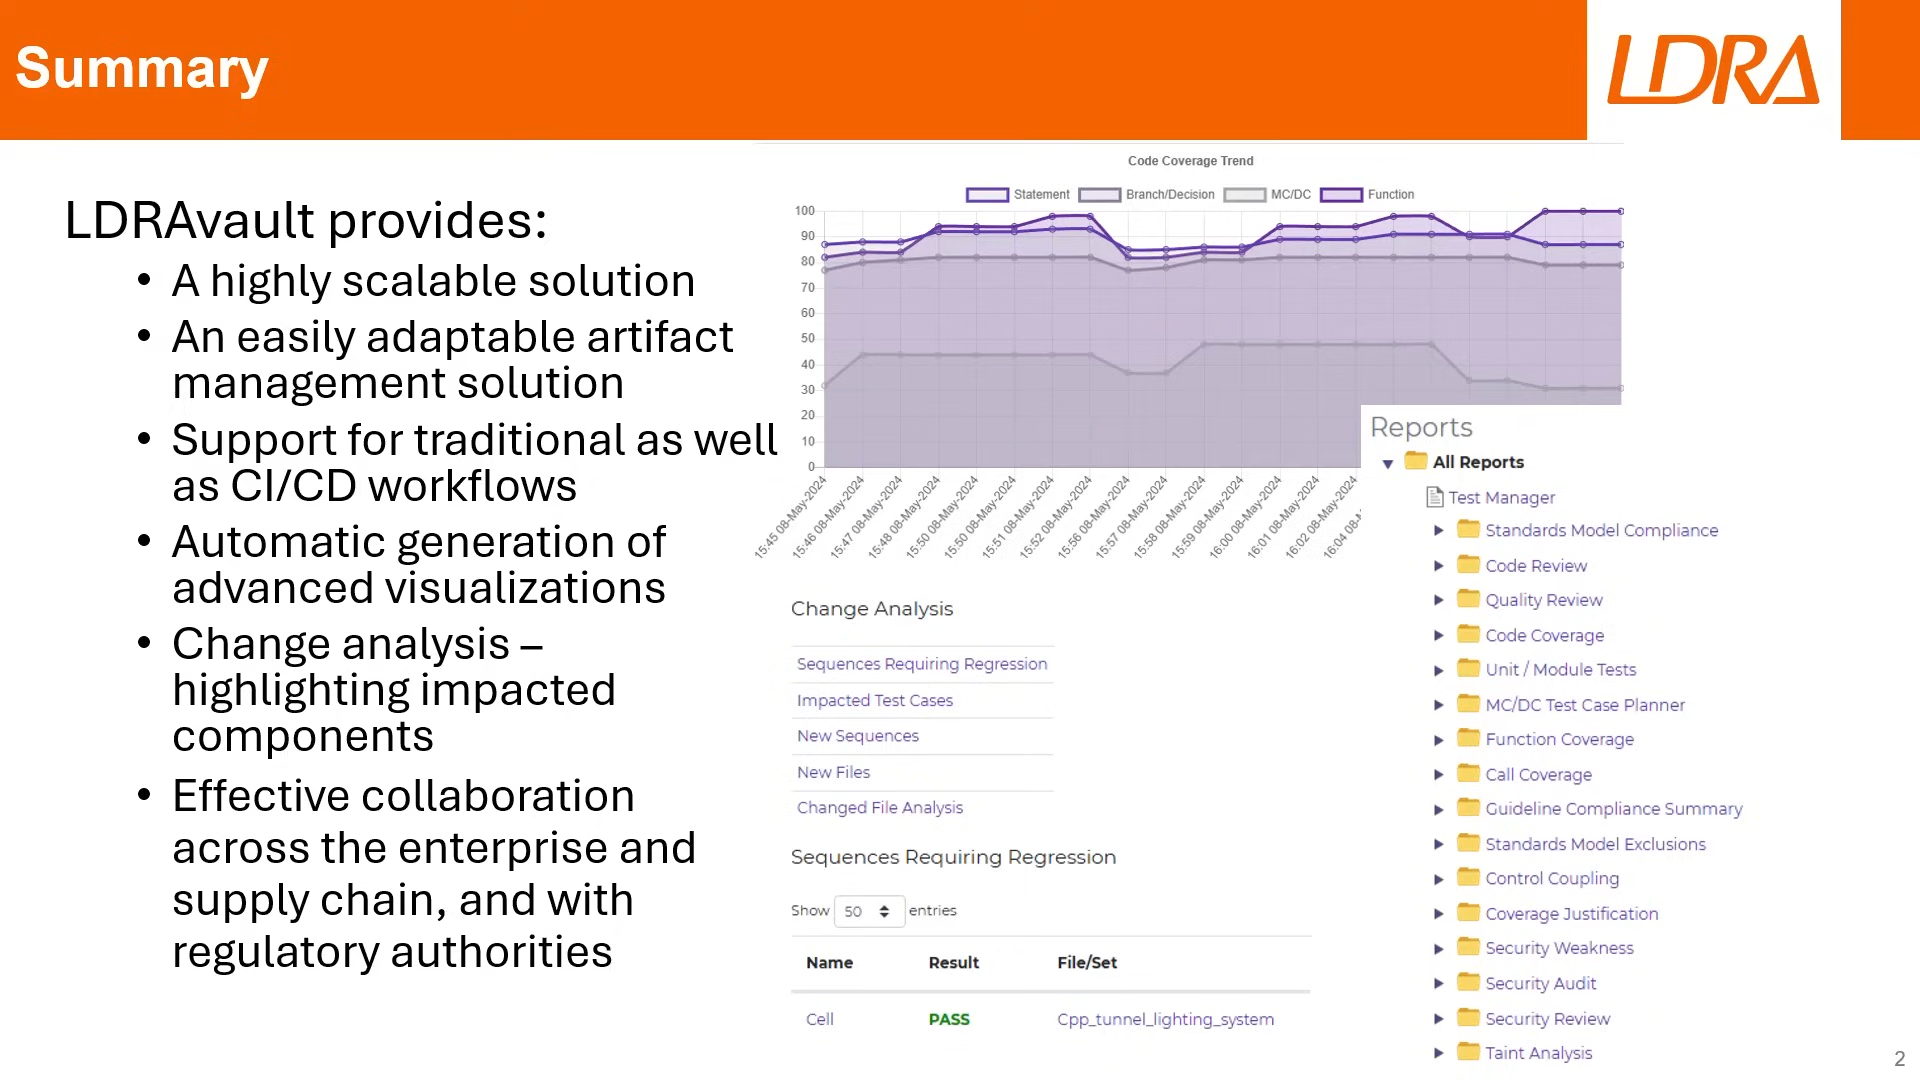 Summary
LDRA
LDRAvault provides:
• A highly scalable solution
• An easily adaptable artifact
management solution
• Support for traditional as well
as CI/CD workflows
• Automatic generation of
advanced visualizations
• Change analysis –
highlighting impacted
components
• Effective collaboration
across the enterprise and
supply chain, and with
regulatory authorities
Code Coverage Trend
Statement Branch/Decision MC/DC Function
100
90
80
70
60
50
40
30
20
10
0
15:45 08-May-2024
15:46 08-May-2024
15:47 08-May-2024
15:48 08-May-2024
15:50 08-May-2024
15:50 08-May-2024
15:51 08-May-2024
15:52 08-May-2024
15:56 08-May-2024
15:57 08-May-2024
15:58 08-May-2024
15:59 08-May-2024
16:00 08-May-2024
16:01 08-May-2024
16:02 08-May-2024
16:04 08-
Change Analysis
Sequences Requiring Regression
Impacted Test Cases
New Sequences
New Files
Changed File Analysis
Sequences Requiring Regression
Show 50 entries
Name Result File/Set
Cell PASS Cpp_tunnel_lighting_system
Reports
All Reports
Test Manager
Standards Model Compliance
Code Review
Quality Review
Code Coverage
Unit / Module Tests
MC/DC Test Case Planner
Function Coverage
Call Coverage
Guideline Compliance Summary
Standards Model Exclusions
Control Coupling
Coverage Justification
Security Weakness
Security Audit
Security Review
Taint Analysis
2